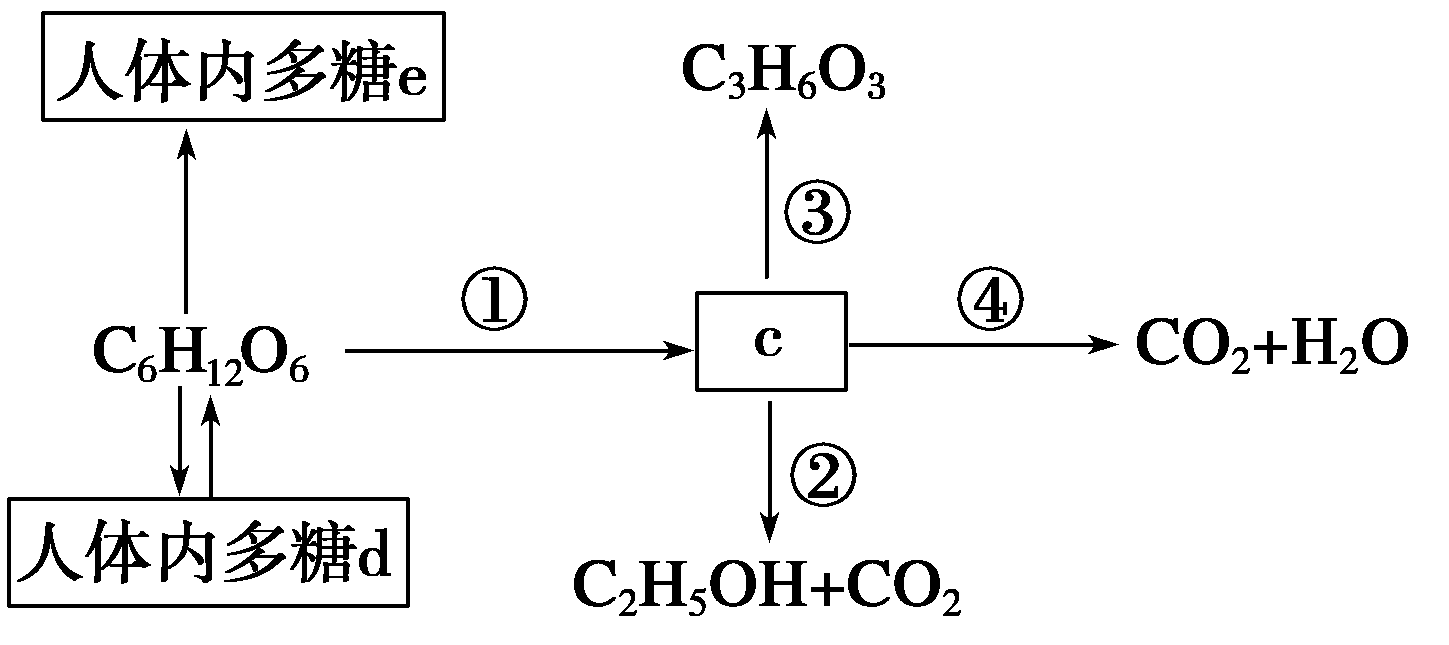 人体内多糖e
C₃H₆O₃
③
①
④
C₆H₁₂O₆
c
CO₂+H₂O
②
人体内多糖d
C₂H₅OH+CO₂